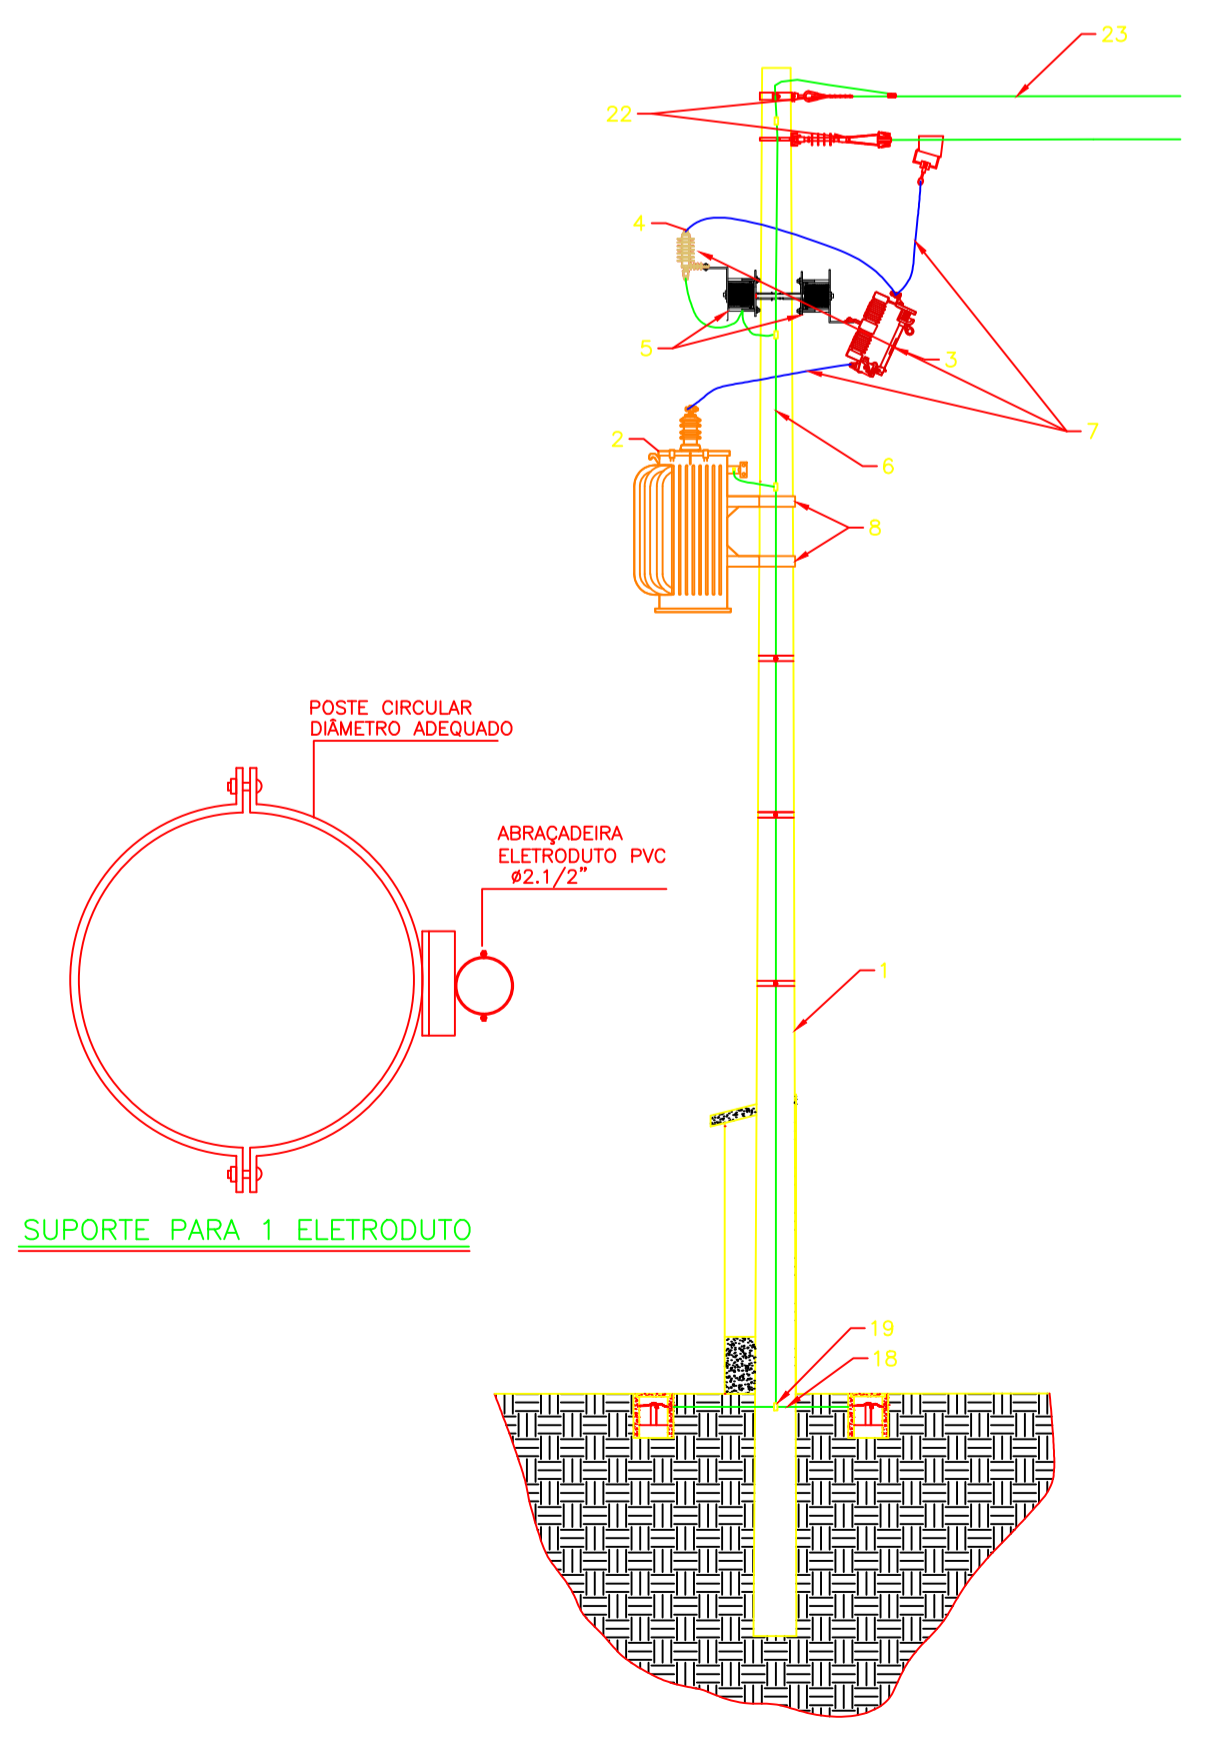 23
22
4
5
3
7
2
6
8
POSTE CIRCULAR
DIÂMETRO ADEQUADO
ABRAÇADEIRA
ELETRODUTO PVC
ø2.1/2"
1
SUPORTE PARA 1 ELETRODUTO
19
18